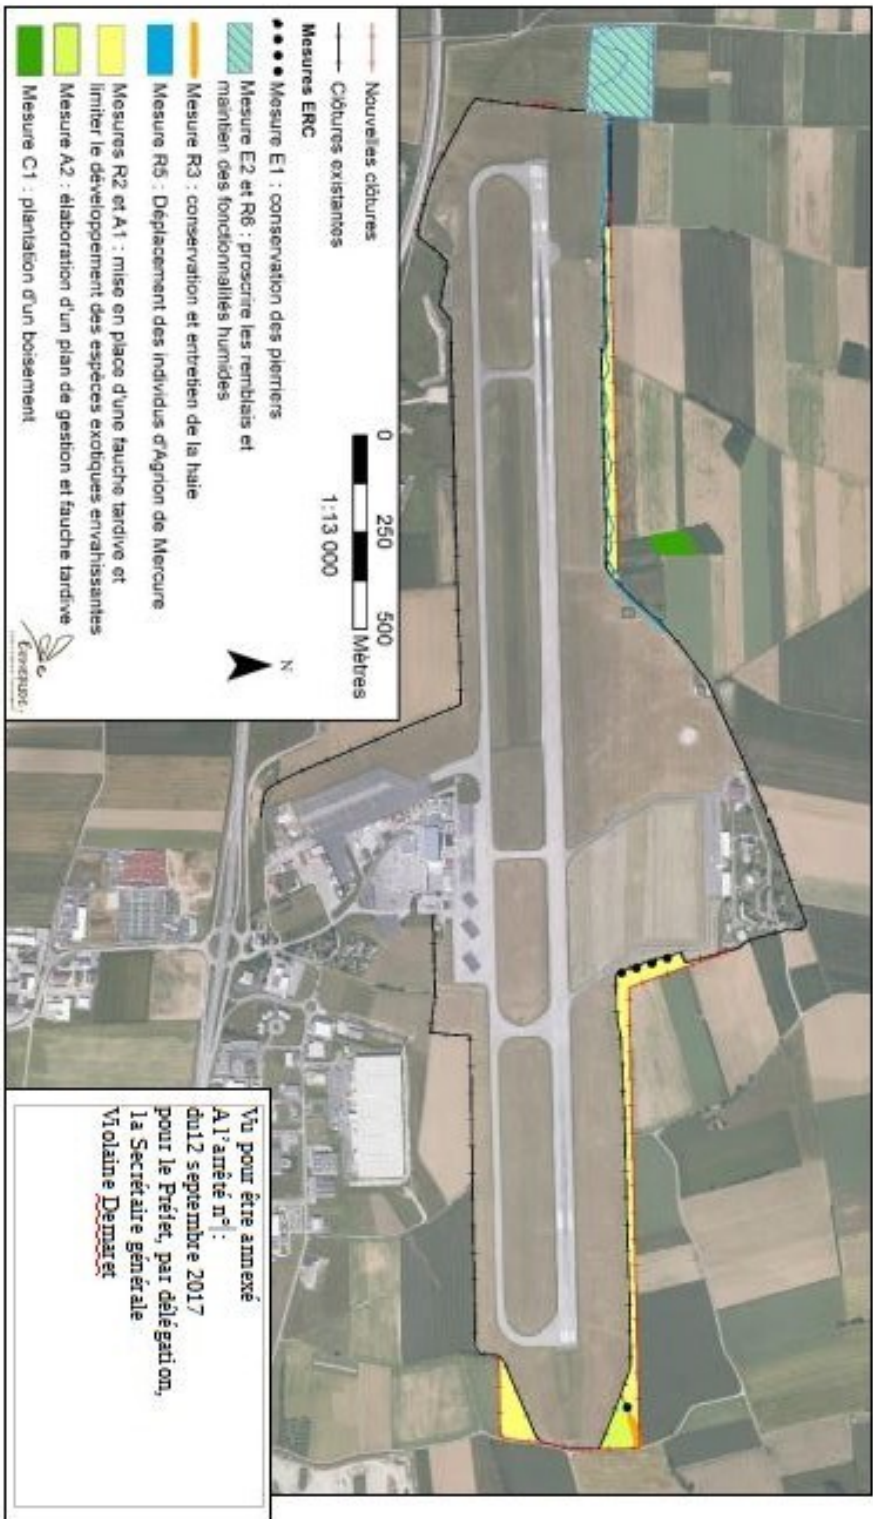 Nouvelles clôtures
Clôtures existantes
Mesures ERC
Mesure E1 : conservation des pierriers
Mesure E2 et R6 : proscrire les remblais et
maintien des fonctionnalités humides
Mesure R3 : conservation et entretien de la haie
Mesure R5 : Déplacement des individus d'Agrion de Mercure
Mesures R2 et A1 : mise en place d'une fauche tardive et
limiter le développement des espèces exotiques envahissantes
Mesure A2 : élaboration d'un plan de gestion et fauche tardive
Mesure C1 : plantation d'un boisement
0 250 500
Mètres
1:13 000
N
Vu pour être annexé
A l'arrêté n° :
du12 septembre 2017
pour le Préfet, par délégation,
la Secrétaire générale
Violaine Demaret